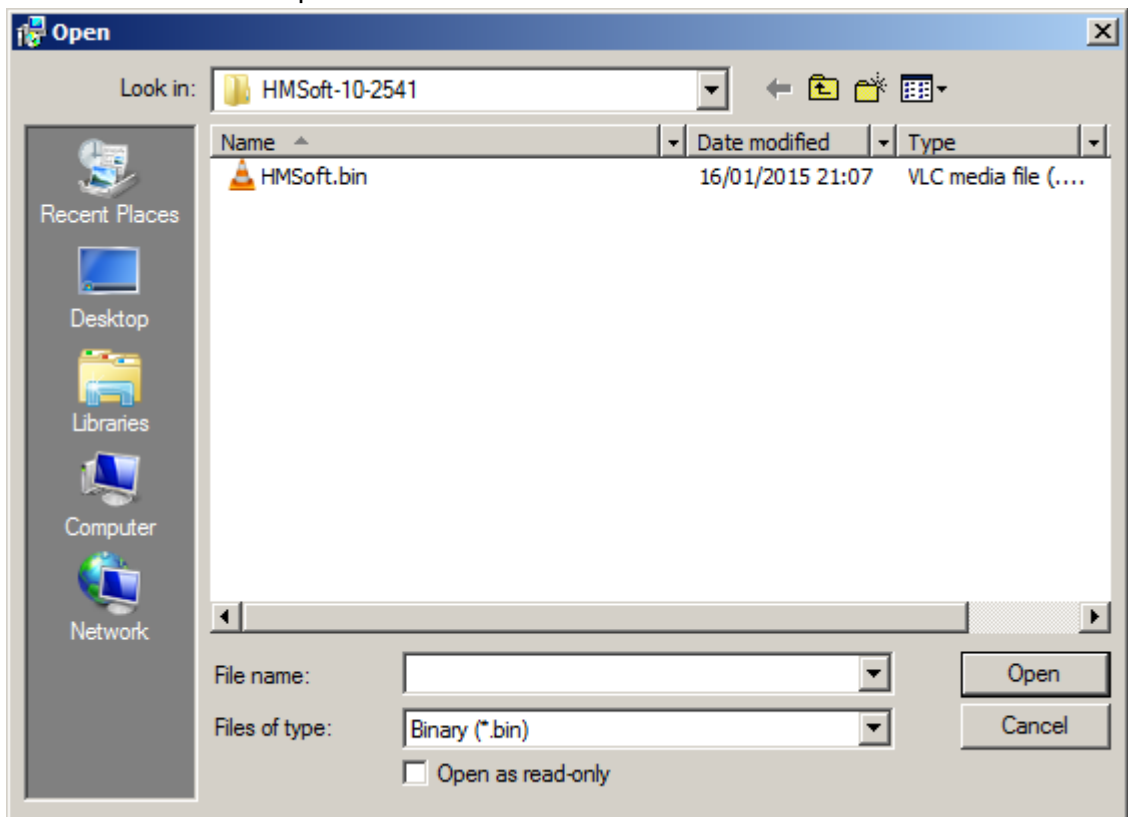 Open
Look in: HMSoft-10-2541
Name Date modified Type
HMSoft.bin 16/01/2015 21:07 VLC media file (....
Recent Places
Desktop
Libraries
Computer
Network
File name: Open
Files of type: Binary (*.bin) Cancel
Open as read-only